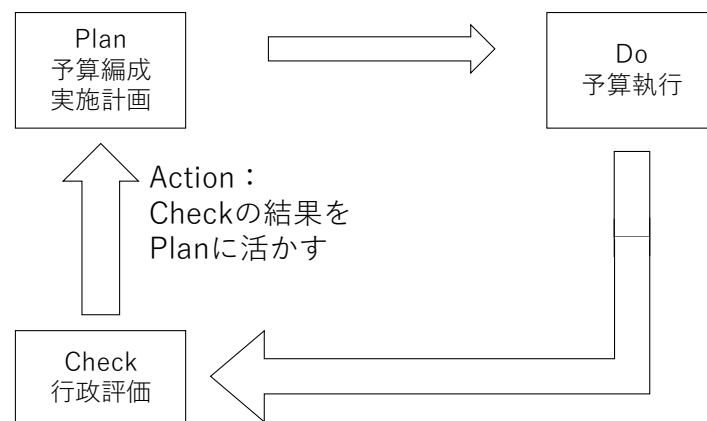 Plan
予算編成
実施計画
Do
予算執行
Action：
Checkの結果を
Planに活かす
Check
行政評価